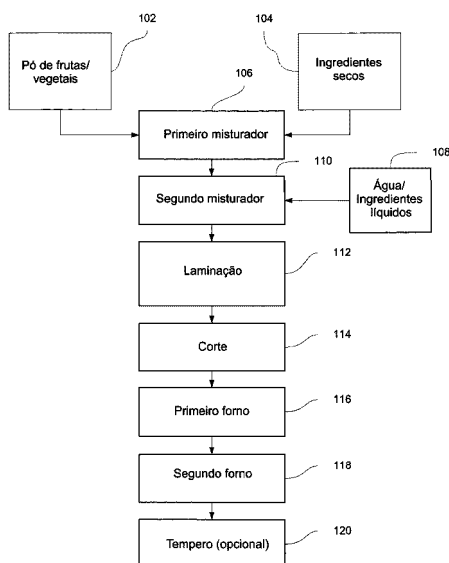 102
104
Pó de frutas/
vegetais
Ingredientes
secos
106
Primeiro misturador
108
110
Segundo misturador
Água/
Ingredientes
líquidos
Laminação
112
Corte
114
Primeiro forno
116
Segundo forno
118
Tempero (opcional)
120